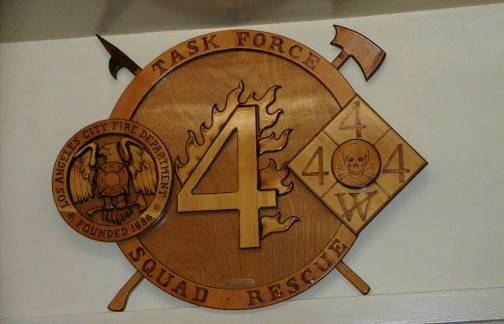 TASK FORCE
4
LOS ANGELES CITY FIRE DEPARTMENT
FOUNDED 1886
4
4 4
W
SQUAD · RESCUE